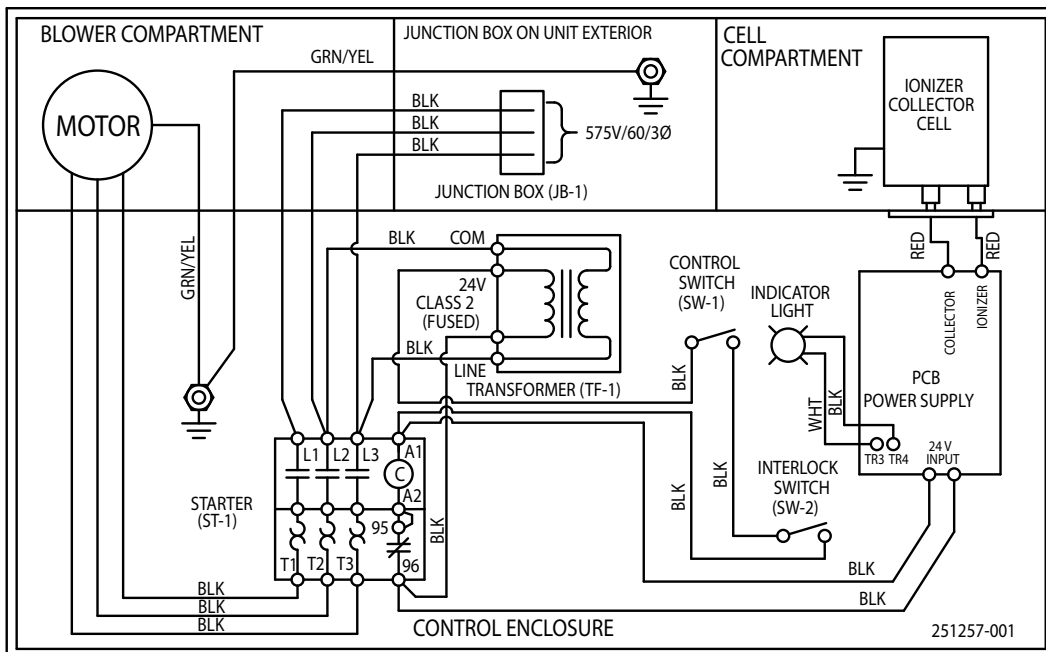 BLOWER COMPARTMENT
JUNCTION BOX ON UNIT EXTERIOR
CELL
COMPARTMENT
GRN/YEL
MOTOR
BLK
BLK
BLK
575V/60/3Ø
JUNCTION BOX (JB-1)
IONIZER
COLLECTOR
CELL
GRN/YEL
BLK
COM
24V
CLASS 2
(FUSED)
BLK
LINE
TRANSFORMER (TF-1)
CONTROL
SWITCH
(SW-1)
INDICATOR
LIGHT
RED
RED
COLLECTOR
IONIZER
PCB
POWER SUPPLY
BLK
WHT
BLK
TR3
TR4
24 V
INPUT
L1
L2
L3
A1
C
A2
STARTER
(ST-1)
95
96
T1
T2
T3
BLK
BLK
BLK
INTERLOCK
SWITCH
(SW-2)
BLK
BLK
BLK
BLK
BLK
CONTROL ENCLOSURE
251257-001